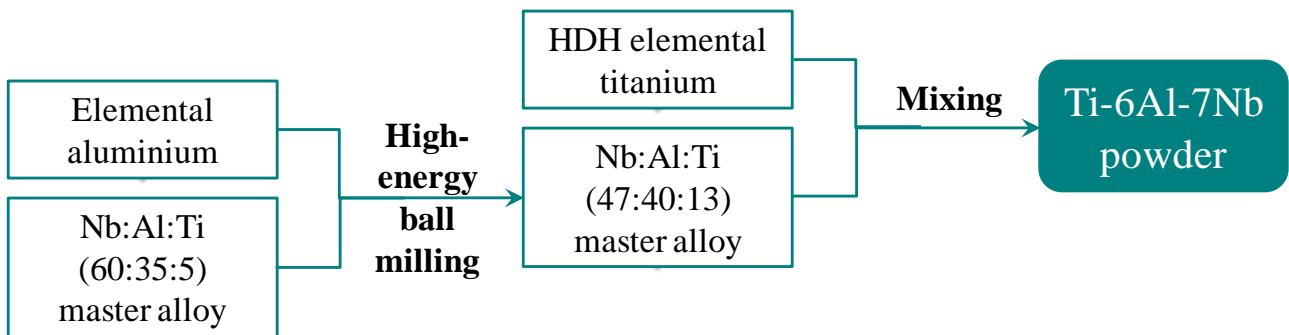 Elemental
aluminium
Nb:Al:Ti
(60:35:5)
master alloy
High-
energy
ball
milling
HDH elemental
titanium
Nb:Al:Ti
(47:40:13)
master alloy
Mixing
Ti-6Al-7Nb
powder